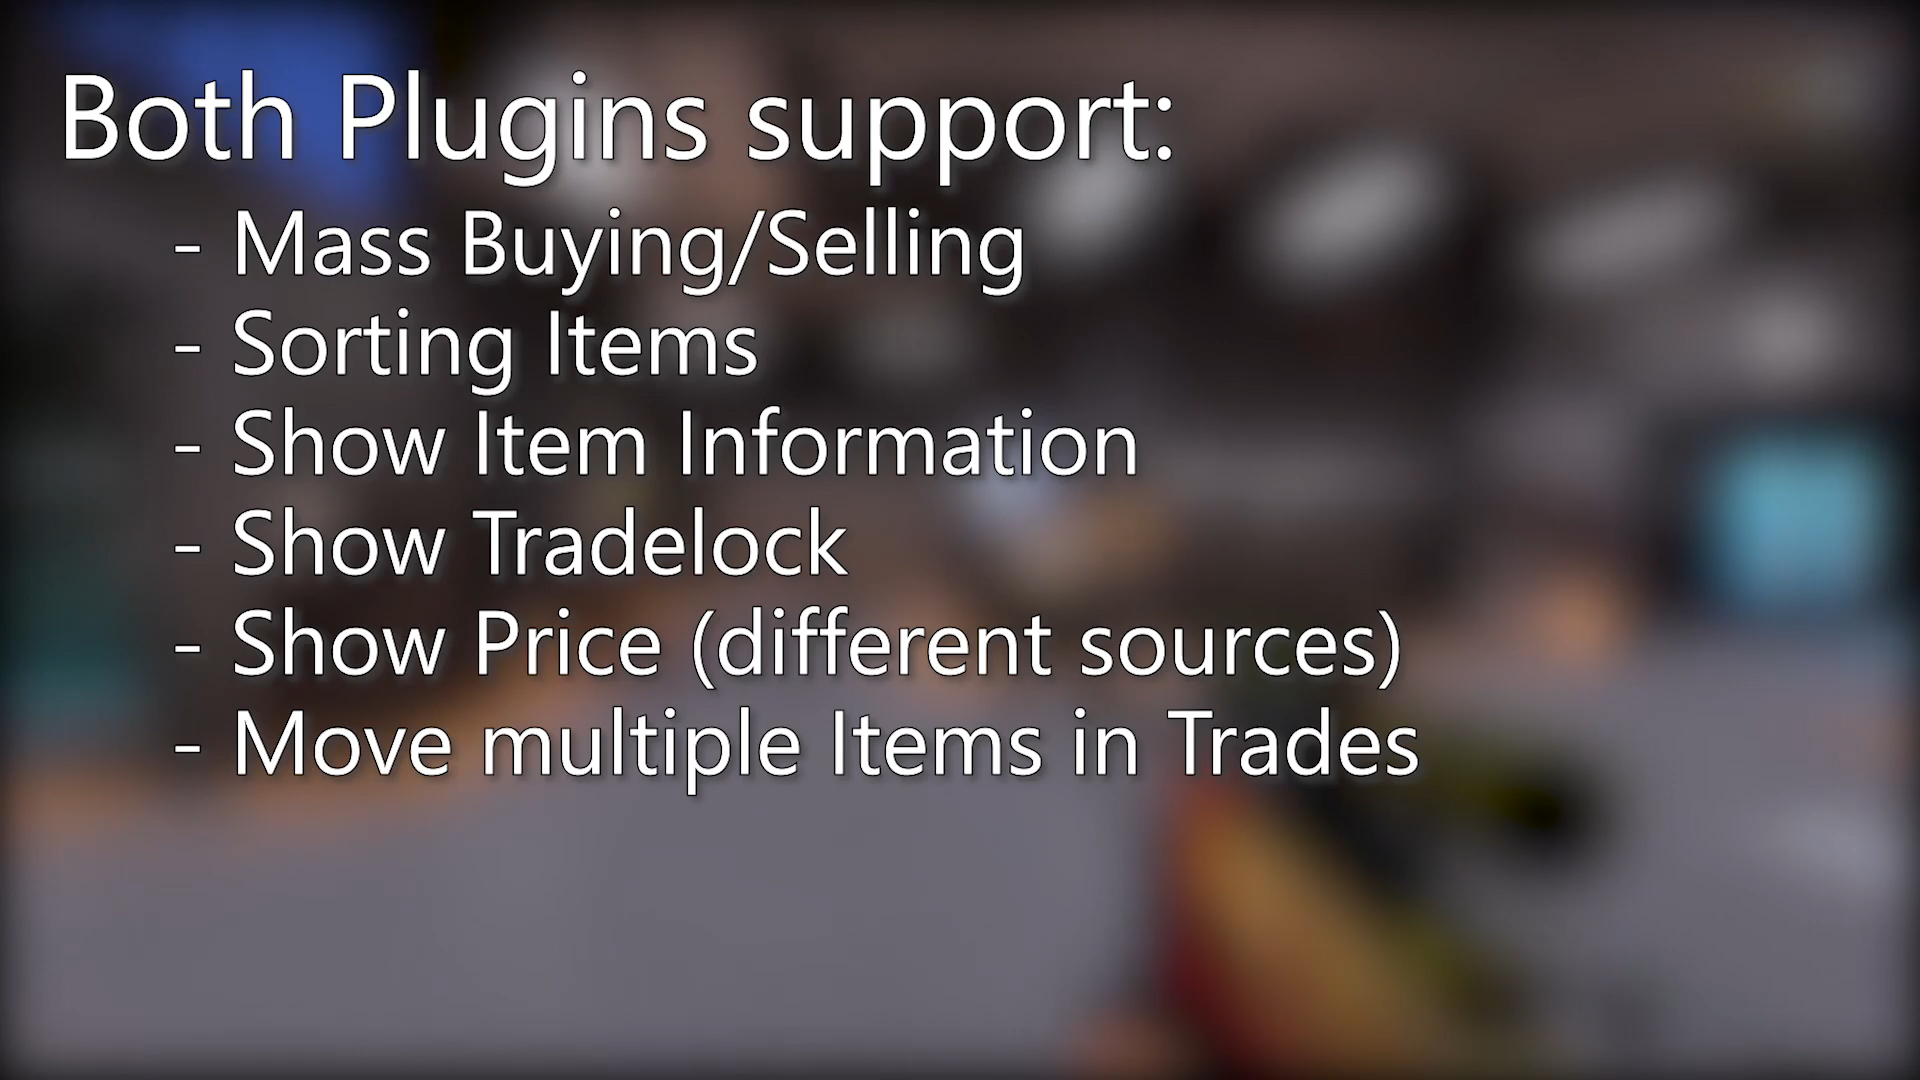 Both Plugins support:
- Mass Buying/Selling
- Sorting Items
- Show Item Information
- Show Tradelock
- Show Price (different sources)
- Move multiple Items in Trades